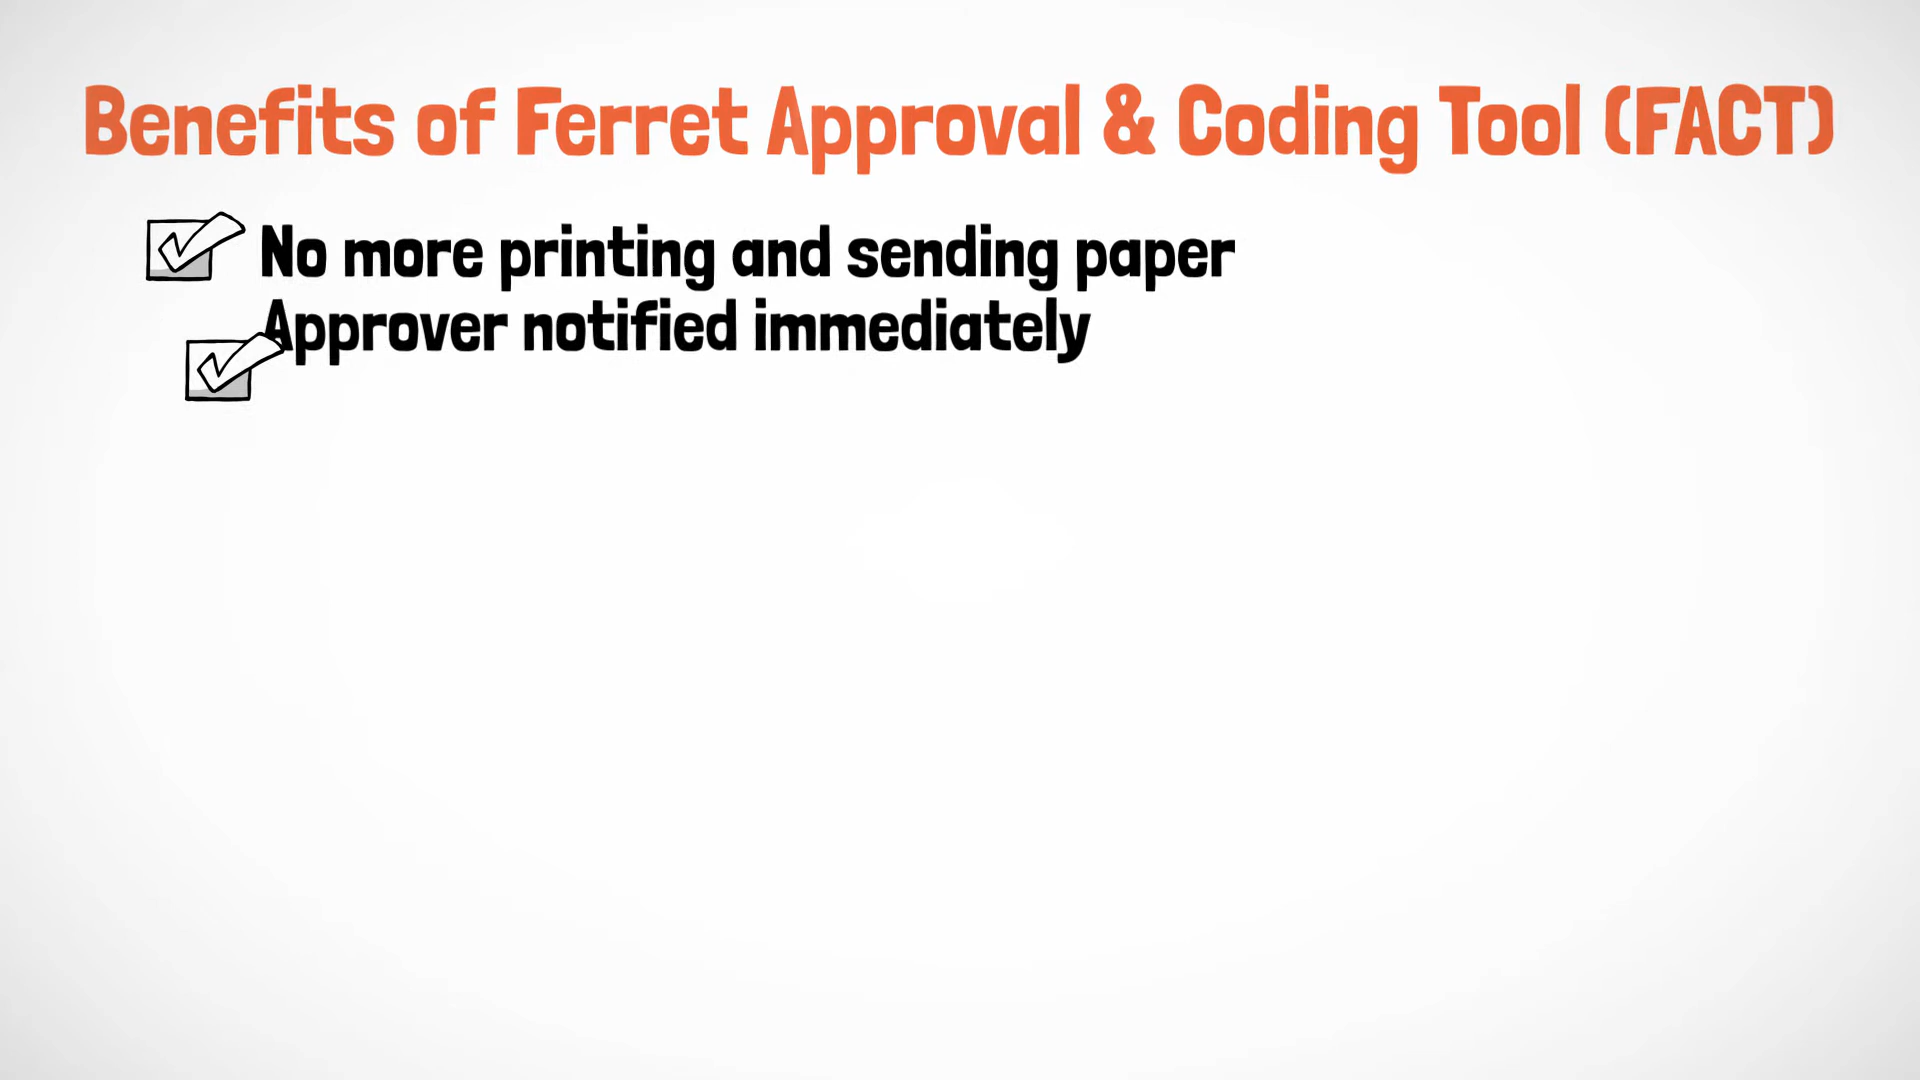 Benefits of Ferret Approval & Coding Tool (FACT)
No more printing and sending paper
Approver notified immediately